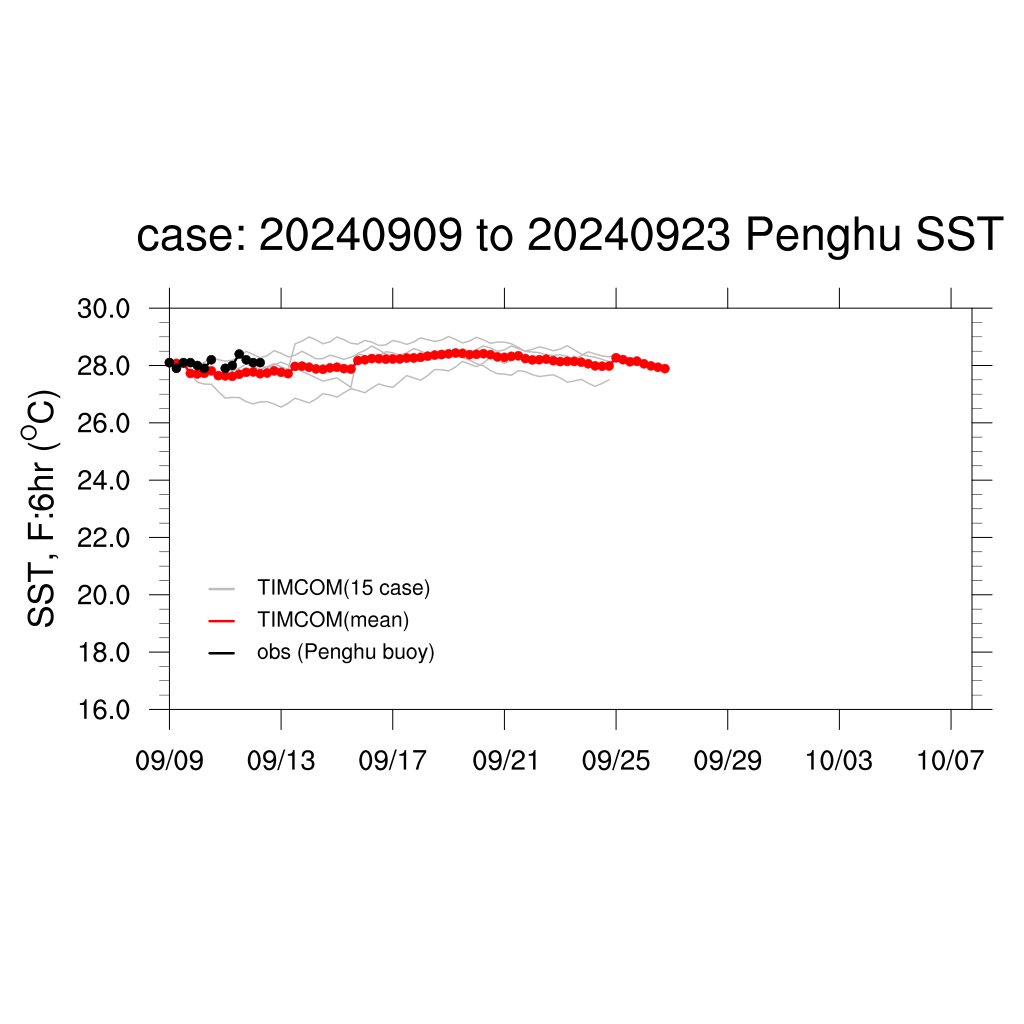 case: 20240909 to 20240923 Penghu SST
SST, F:6hr (°C)
30.0
28.0
26.0
24.0
22.0
20.0
18.0
16.0
TIMCOM(15 case)
TIMCOM(mean)
obs (Penghu buoy)
09/09 09/13 09/17 09/21 09/25 09/29 10/03 10/07